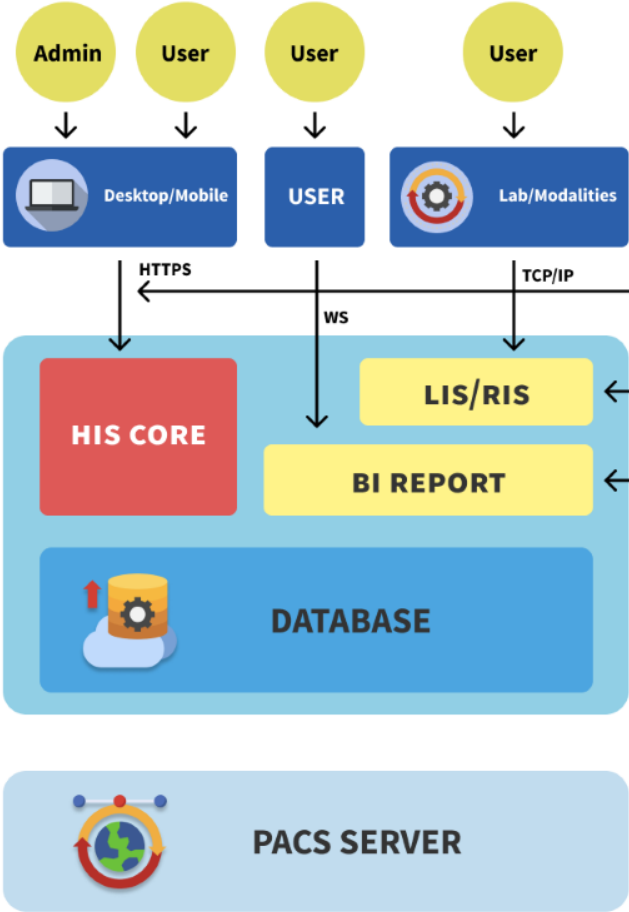 Admin
User
User
User
Desktop/Mobile
USER
Lab/Modalities
HTTPS
TCP/IP
WS
LIS/RIS
HIS CORE
BI REPORT
DATABASE
PACS SERVER